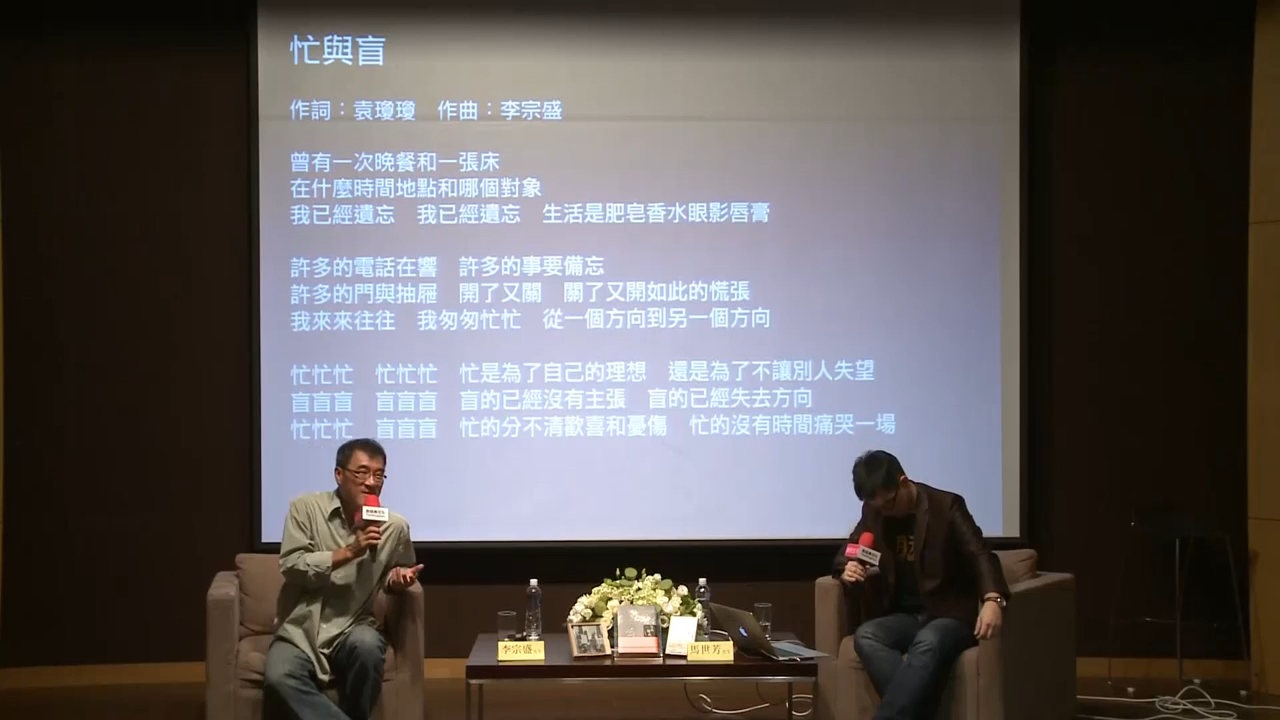 忙與盲
作詞：袁瓊瓊　作曲：李宗盛
曾有一次晚餐和一張床
在什麼時間地點和哪個對象
我已經遺忘　我已經遺忘　生活是肥皂香水眼影唇膏
許多的電話在響　許多的事要備忘
許多的門與抽屜　開了又關　關了又開如此的慌張
我來來往往　我匆匆忙忙　從一個方向到另一個方向
忙忙忙　忙忙忙　忙是為了自己的理想　還是為了不讓別人失望
盲盲盲　盲盲盲　盲的已經沒有主張　盲的已經失去方向
忙忙忙　盲盲盲　忙的分不清歡喜和憂傷　忙的沒有時間痛哭一場
李宗盛
馬世芳